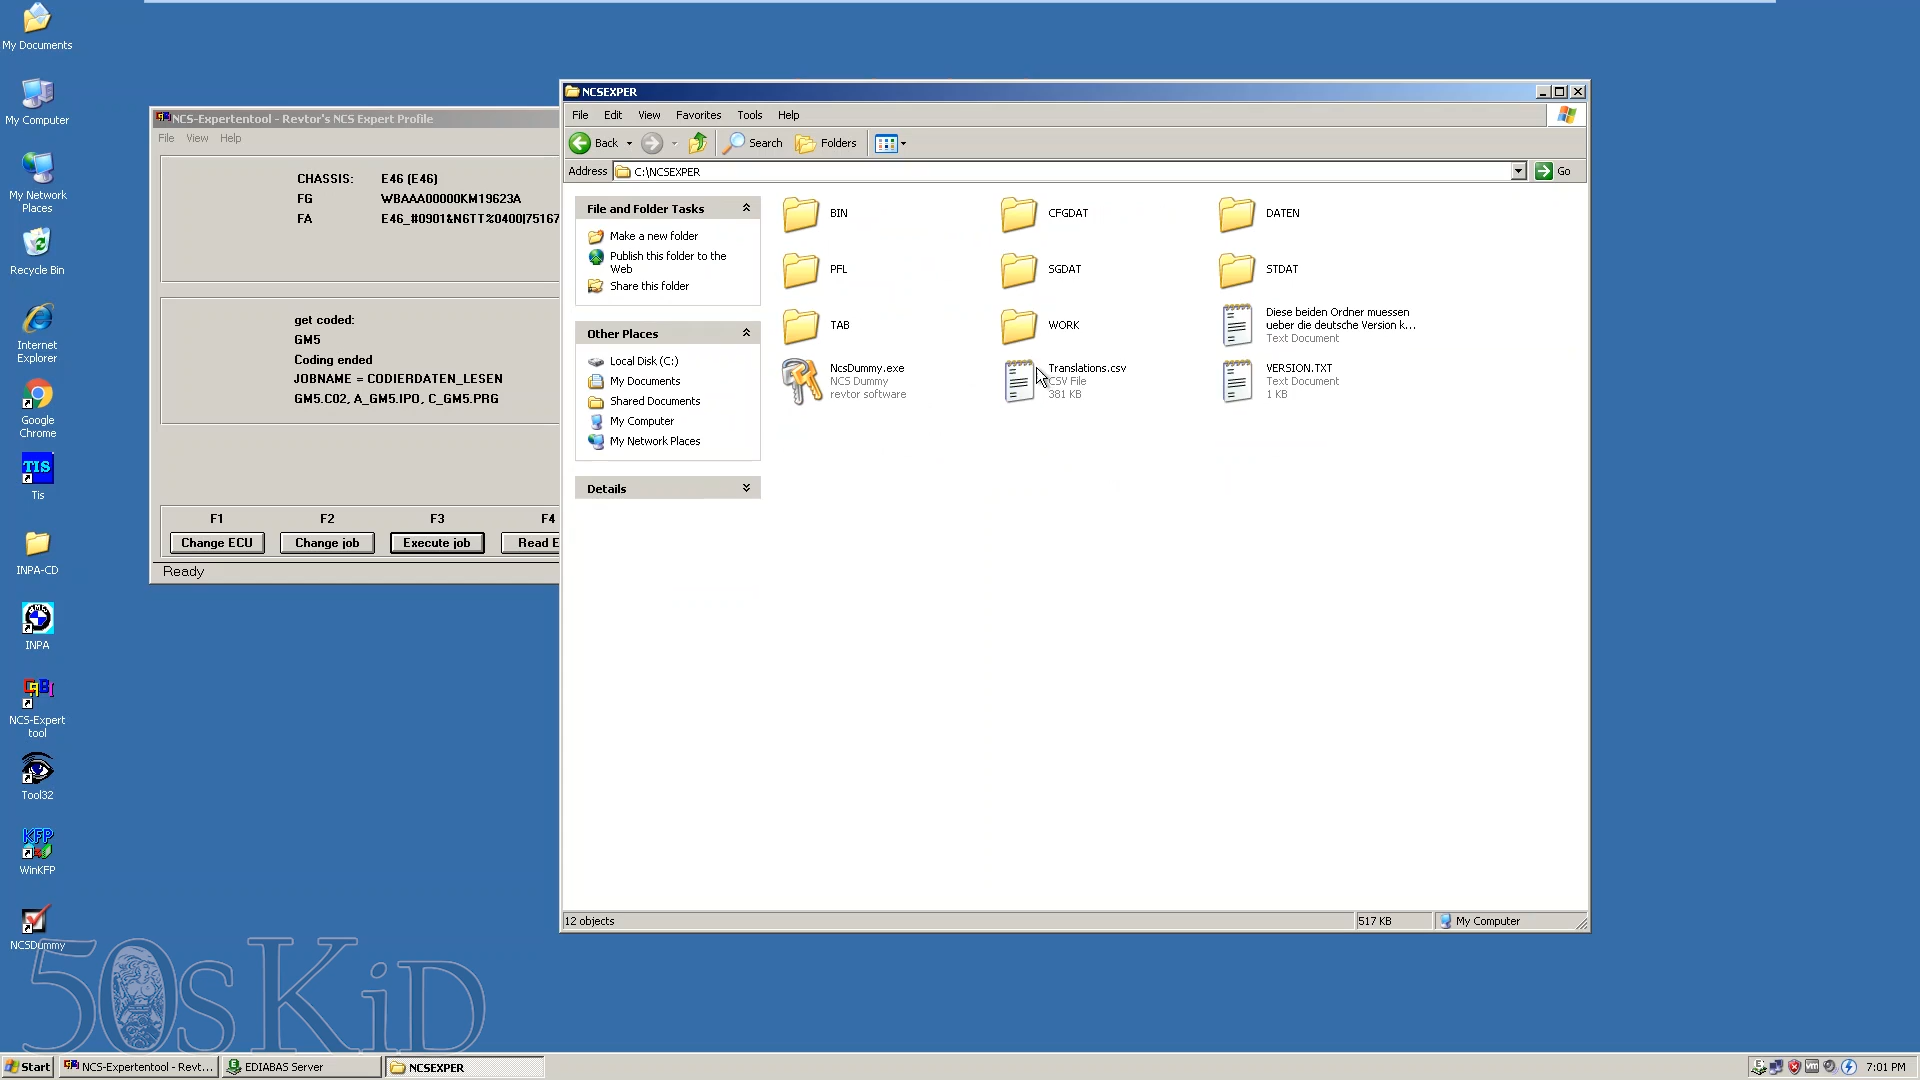 My Documents
My Computer
My Network
Places
Recycle Bin
Internet
Explorer
Google
Chrome
TIS
Tis
INPA-CD
INPA
NCS-Expert
tool
Tool32
KFP
WinKFP
NCSDummy
50sKiD
NCS-Expertentool - Revtor's NCS Expert Profile
File View Help
CHASSIS: E46 (E46)
FG WBAAA00000KM19623A
FA E46_#0901&N6TT%0400|75167
get coded:
GM5
Coding ended
JOBNAME = CODIERDATEN_LESEN
GM5.C02, A_GM5.IPO, C_GM5.PRG
F1 F2 F3 F4
Change ECU Change job Execute job Read E
Ready
NCSEXPER
File Edit View Favorites Tools Help
Back Search Folders
Address C:\NCSEXPER Go
File and Folder Tasks
Make a new folder
Publish this folder to the
Web
Share this folder
Other Places
Local Disk (C:)
My Documents
Shared Documents
My Computer
My Network Places
Details
BIN CFGDAT DATEN
PFL SGDAT STDAT
TAB WORK
Diese beiden Ordner muessen
ueber die deutsche Version k...
Text Document
NcsDummy.exe
NCS Dummy
revtor software
Translations.csv
CSV File
381 KB
VERSION.TXT
Text Document
1 KB
12 objects 517 KB My Computer
Start NCS-Expertentool - Revt... EDIABAS Server NCSEXPER 7:01 PM